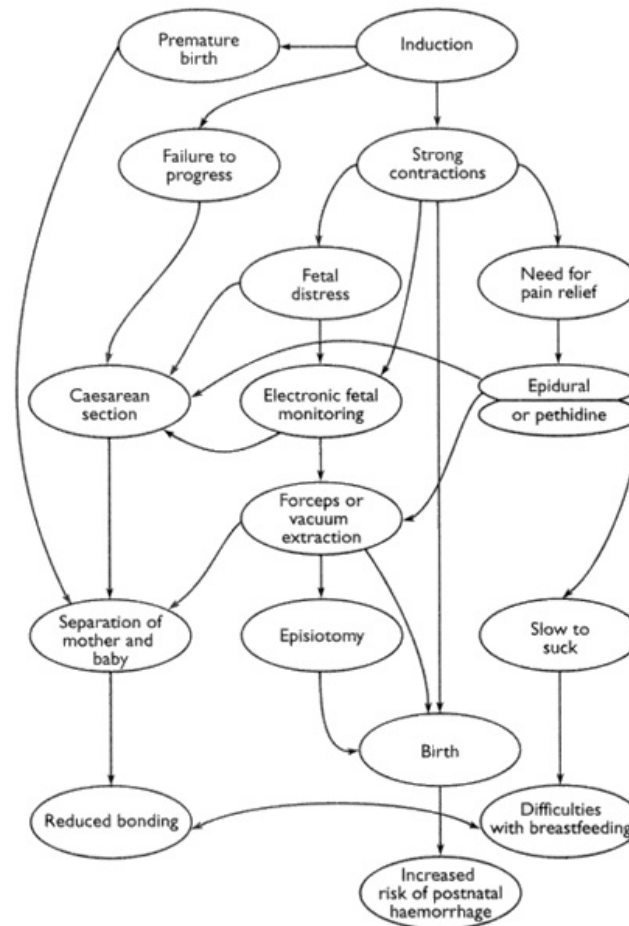 Premature
birth
Induction
Failure to
progress
Strong
contractions
Fetal
distress
Need for
pain relief
Caesarean
section
Electronic fetal
monitoring
Epidural
or pethidine
Forceps or
vacuum
extraction
Separation of
mother and
baby
Episiotomy
Slow to
suck
Birth
Reduced bonding
Difficulties
with breastfeeding
Increased
risk of postnatal
haemorrhage